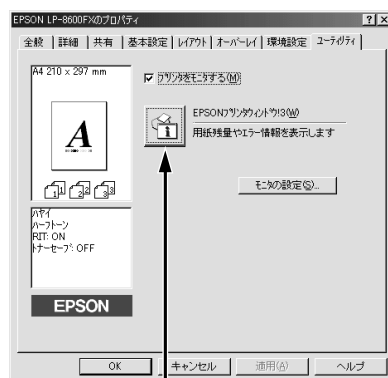 EPSON LP-8600FXのプロパティ
全般 詳細 共有 基本設定 レイアウト オーバーレイ 環境設定 ユーティリティ
A4 210 x 297 mm
プリンタをモニタする(M)
EPSONプリンタウィンドウ!3(W)
用紙残量やエラー情報を表示します
A
モニタの設定(S)...
ハヤイ
ハーフトーン
RIT: ON
トナーセーブ: OFF
EPSON
OK キャンセル 適用(A) ヘルプ